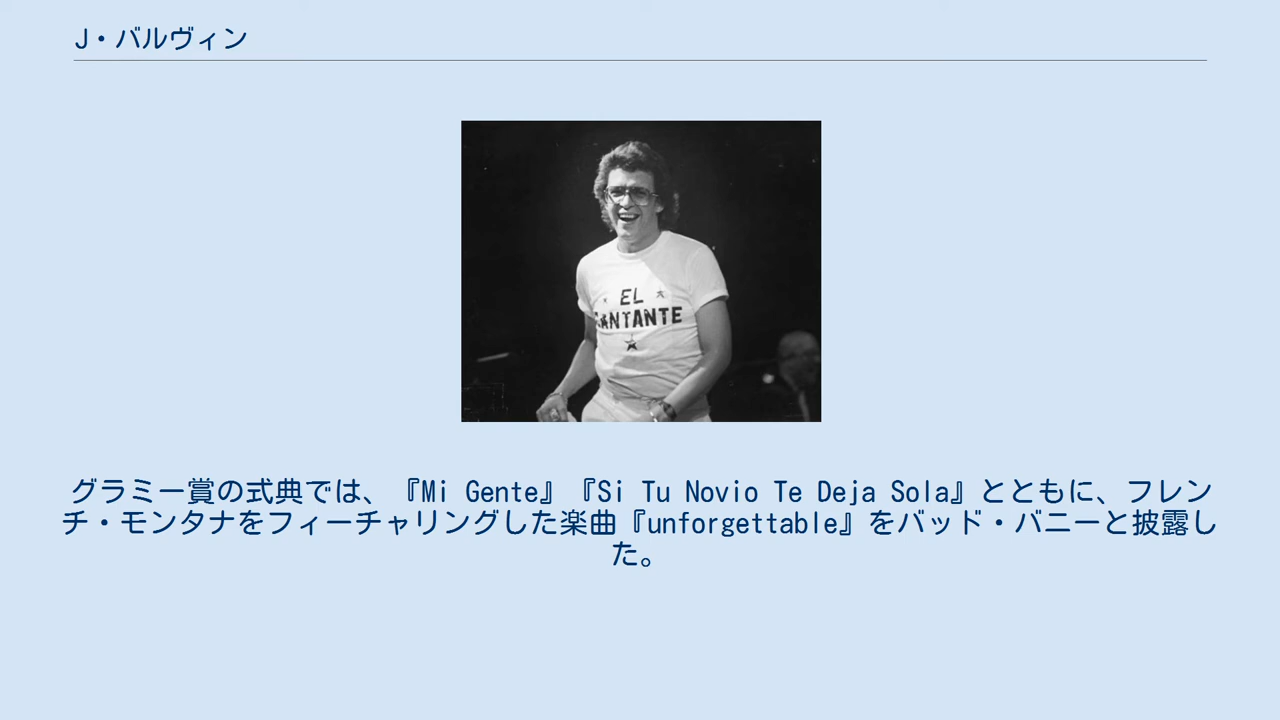 J・バルヴィン
EL
CANTANTE
グラミー賞の式典では、『Mi Gente』『Si Tu Novio Te Deja Sola』とともに、フレン
チ・モンタナをフィーチャリングした楽曲『unforgettable』をバッド・バニーと披露し
た。